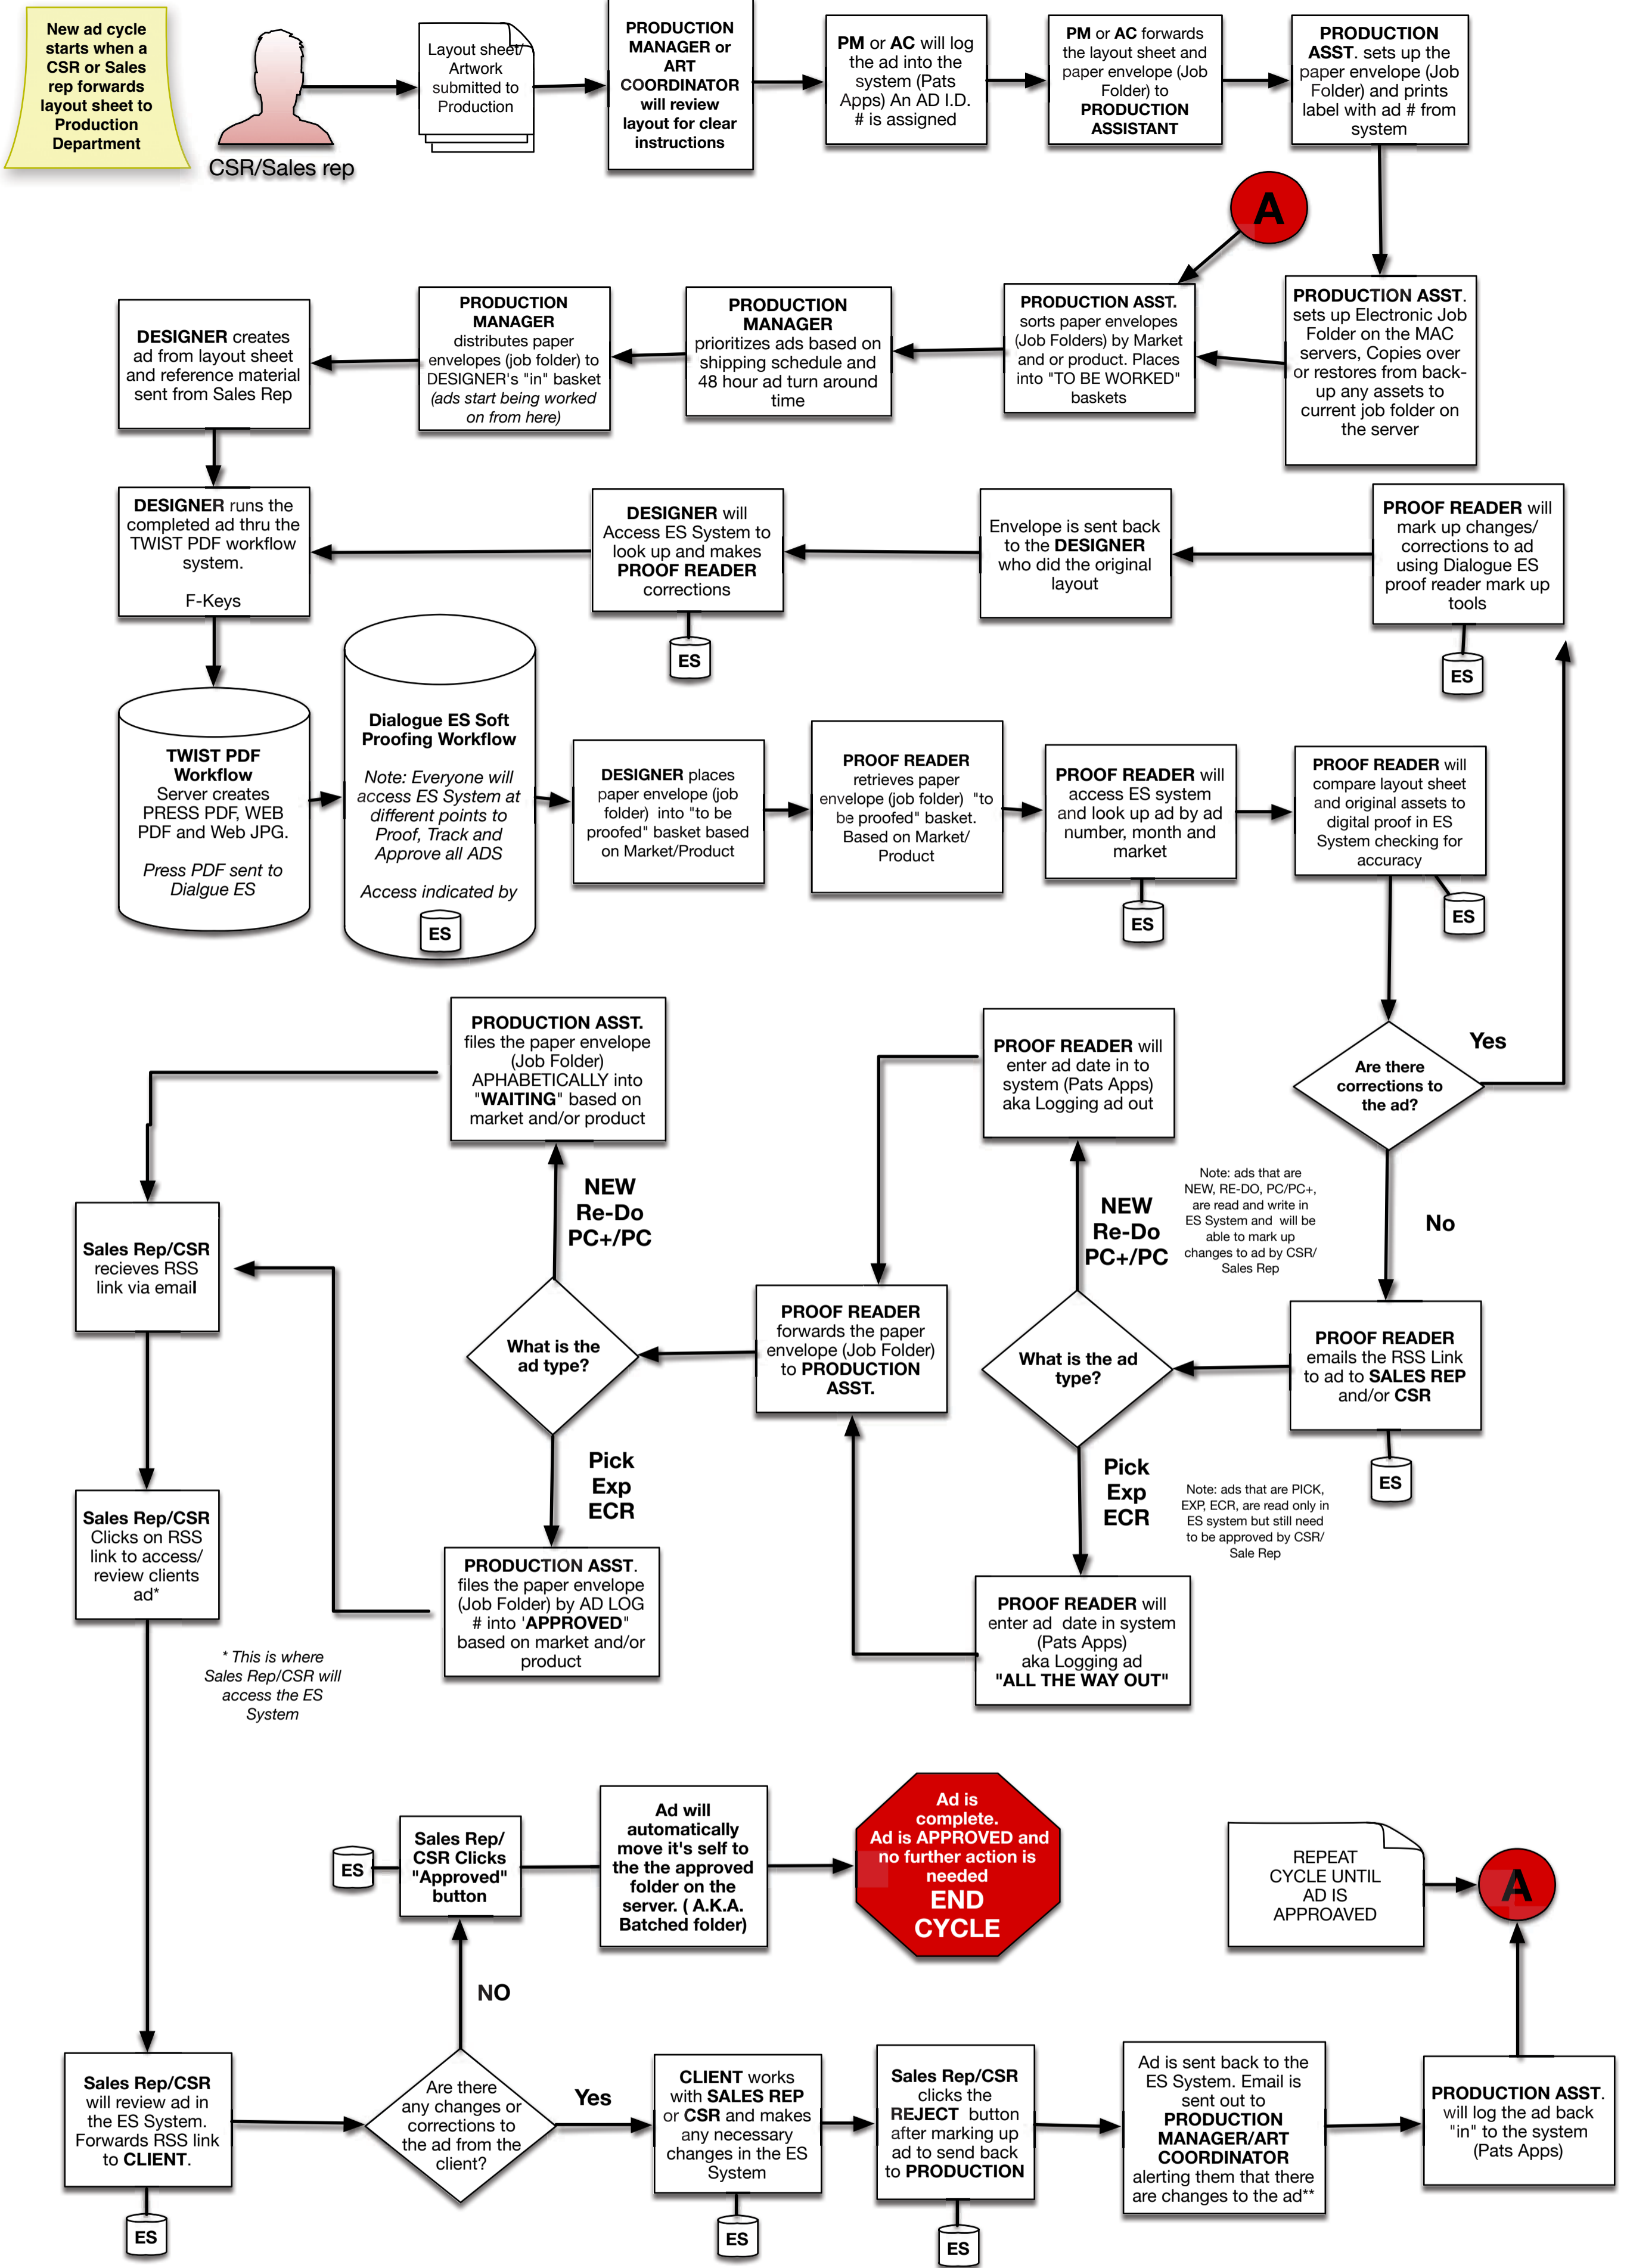 New ad cycle
starts when a
CSR or Sales
rep forwards
layout sheet to
Production
Department
CSR/Sales rep
Layout sheet/
Artwork
submitted to
Production
PRODUCTION
MANAGER or
ART
COORDINATOR
will review
layout for clear
instructions
PM or AC will log
the ad into the
system (Pats
Apps) An AD I.D.
# is assigned
PM or AC forwards
the layout sheet and
paper envelope (Job
Folder) to
PRODUCTION
ASSISTANT
PRODUCTION
ASST. sets up the
paper envelope (Job
Folder) and prints
label with ad # from
system
A
DESIGNER creates
ad from layout sheet
and reference material
sent from Sales Rep
PRODUCTION
MANAGER
distributes paper
envelopes (job folder) to
DESIGNER's "in" basket
(ads start being worked
on from here)
PRODUCTION
MANAGER
prioritizes ads based on
shipping schedule and
48 hour ad turn around
time
PRODUCTION ASST.
sorts paper envelopes
(Job Folders) by Market
and or product. Places
into "TO BE WORKED"
baskets
PRODUCTION ASST.
sets up Electronic Job
Folder on the MAC
servers, Copies over
or restores from back-
up any assets to
current job folder on
the server
DESIGNER runs the
completed ad thru the
TWIST PDF workflow
system.
F-Keys
DESIGNER will
Access ES System to
look up and makes
PROOF READER
corrections
ES
Envelope is sent back
to the DESIGNER
who did the original
layout
PROOF READER will
mark up changes/
corrections to ad
using Dialogue ES
proof reader mark up
tools
ES
TWIST PDF
Workflow
Server creates
PRESS PDF, WEB
PDF and Web JPG.
Press PDF sent to
Dialgue ES
Dialogue ES Soft
Proofing Workflow
Note: Everyone will
access ES System at
different points to
Proof, Track and
Approve all ADS
Access indicated by
ES
DESIGNER places
paper envelope (job
folder) into "to be
proofed" basket based
on Market/Product
PROOF READER
retrieves paper
envelope (job folder) "to
be proofed" basket.
Based on Market/
Product
PROOF READER will
access ES system
and look up ad by ad
number, month and
market
ES
PROOF READER will
compare layout sheet
and original assets to
digital proof in ES
System checking for
accuracy
ES
Are there
corrections to
the ad?
Yes
No
PRODUCTION ASST.
files the paper envelope
(Job Folder)
APHABETICALLY into
"WAITING" based on
market and/or product
PROOF READER will
enter ad date in to
system (Pats Apps)
aka Logging ad out
NEW
Re-Do
PC+/PC
NEW
Re-Do
PC+/PC
Note: ads that are
NEW, RE-DO, PC/PC+,
are read and write in
ES System and will be
able to mark up
changes to ad by CSR/
Sales Rep
Sales Rep/CSR
recieves RSS
link via email
What is the
ad type?
PROOF READER
forwards the paper
envelope (Job Folder)
to PRODUCTION
ASST.
What is the ad
type?
PROOF READER
emails the RSS Link
to ad to SALES REP
and/or CSR
ES
Pick
Exp
ECR
Pick
Exp
ECR
Note: ads that are PICK,
EXP, ECR, are read only in
ES system but still need
to be approved by CSR/
Sale Rep
Sales Rep/CSR
Clicks on RSS
link to access/
review clients
ad*
* This is where
Sales Rep/CSR will
access the ES
System
PRODUCTION ASST.
files the paper envelope
(Job Folder) by AD LOG
# into 'APPROVED"
based on market and/or
product
PROOF READER will
enter ad date in system
(Pats Apps)
aka Logging ad
"ALL THE WAY OUT"
ES
Sales Rep/
CSR Clicks
"Approved"
button
Ad will
automatically
move it's self to
the the approved
folder on the
server. ( A.K.A.
Batched folder)
Ad is
complete.
Ad is APPROVED and
no further action is
needed
END
CYCLE
REPEAT
CYCLE UNTIL
AD IS
APPROAVED
A
NO
Sales Rep/CSR
will review ad in
the ES System.
Forwards RSS link
to CLIENT.
ES
Are there
any changes or
corrections to
the ad from the
client?
Yes
CLIENT works
with SALES REP
or CSR and makes
any necessary
changes in the ES
System
ES
Sales Rep/CSR
clicks the
REJECT button
after marking up
ad to send back
to PRODUCTION
ES
Ad is sent back to the
ES System. Email is
sent out to
PRODUCTION
MANAGER/ART
COORDINATOR
alerting them that there
are changes to the ad**
PRODUCTION ASST.
will log the ad back
"in" to the system
(Pats Apps)